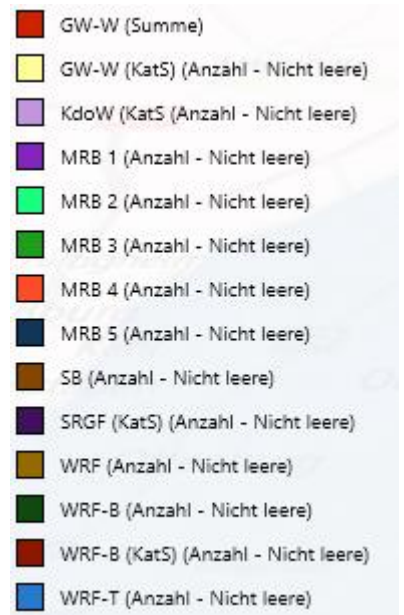 GW-W (Summe)
GW-W (KatS) (Anzahl - Nicht leere)
KdoW (KatS (Anzahl - Nicht leere)
MRB 1 (Anzahl - Nicht leere)
MRB 2 (Anzahl - Nicht leere)
MRB 3 (Anzahl - Nicht leere)
MRB 4 (Anzahl - Nicht leere)
MRB 5 (Anzahl - Nicht leere)
SB (Anzahl - Nicht leere)
SRGF (KatS) (Anzahl - Nicht leere)
WRF (Anzahl - Nicht leere)
WRF-B (Anzahl - Nicht leere)
WRF-B (KatS) (Anzahl - Nicht leere)
WRF-T (Anzahl - Nicht leere)